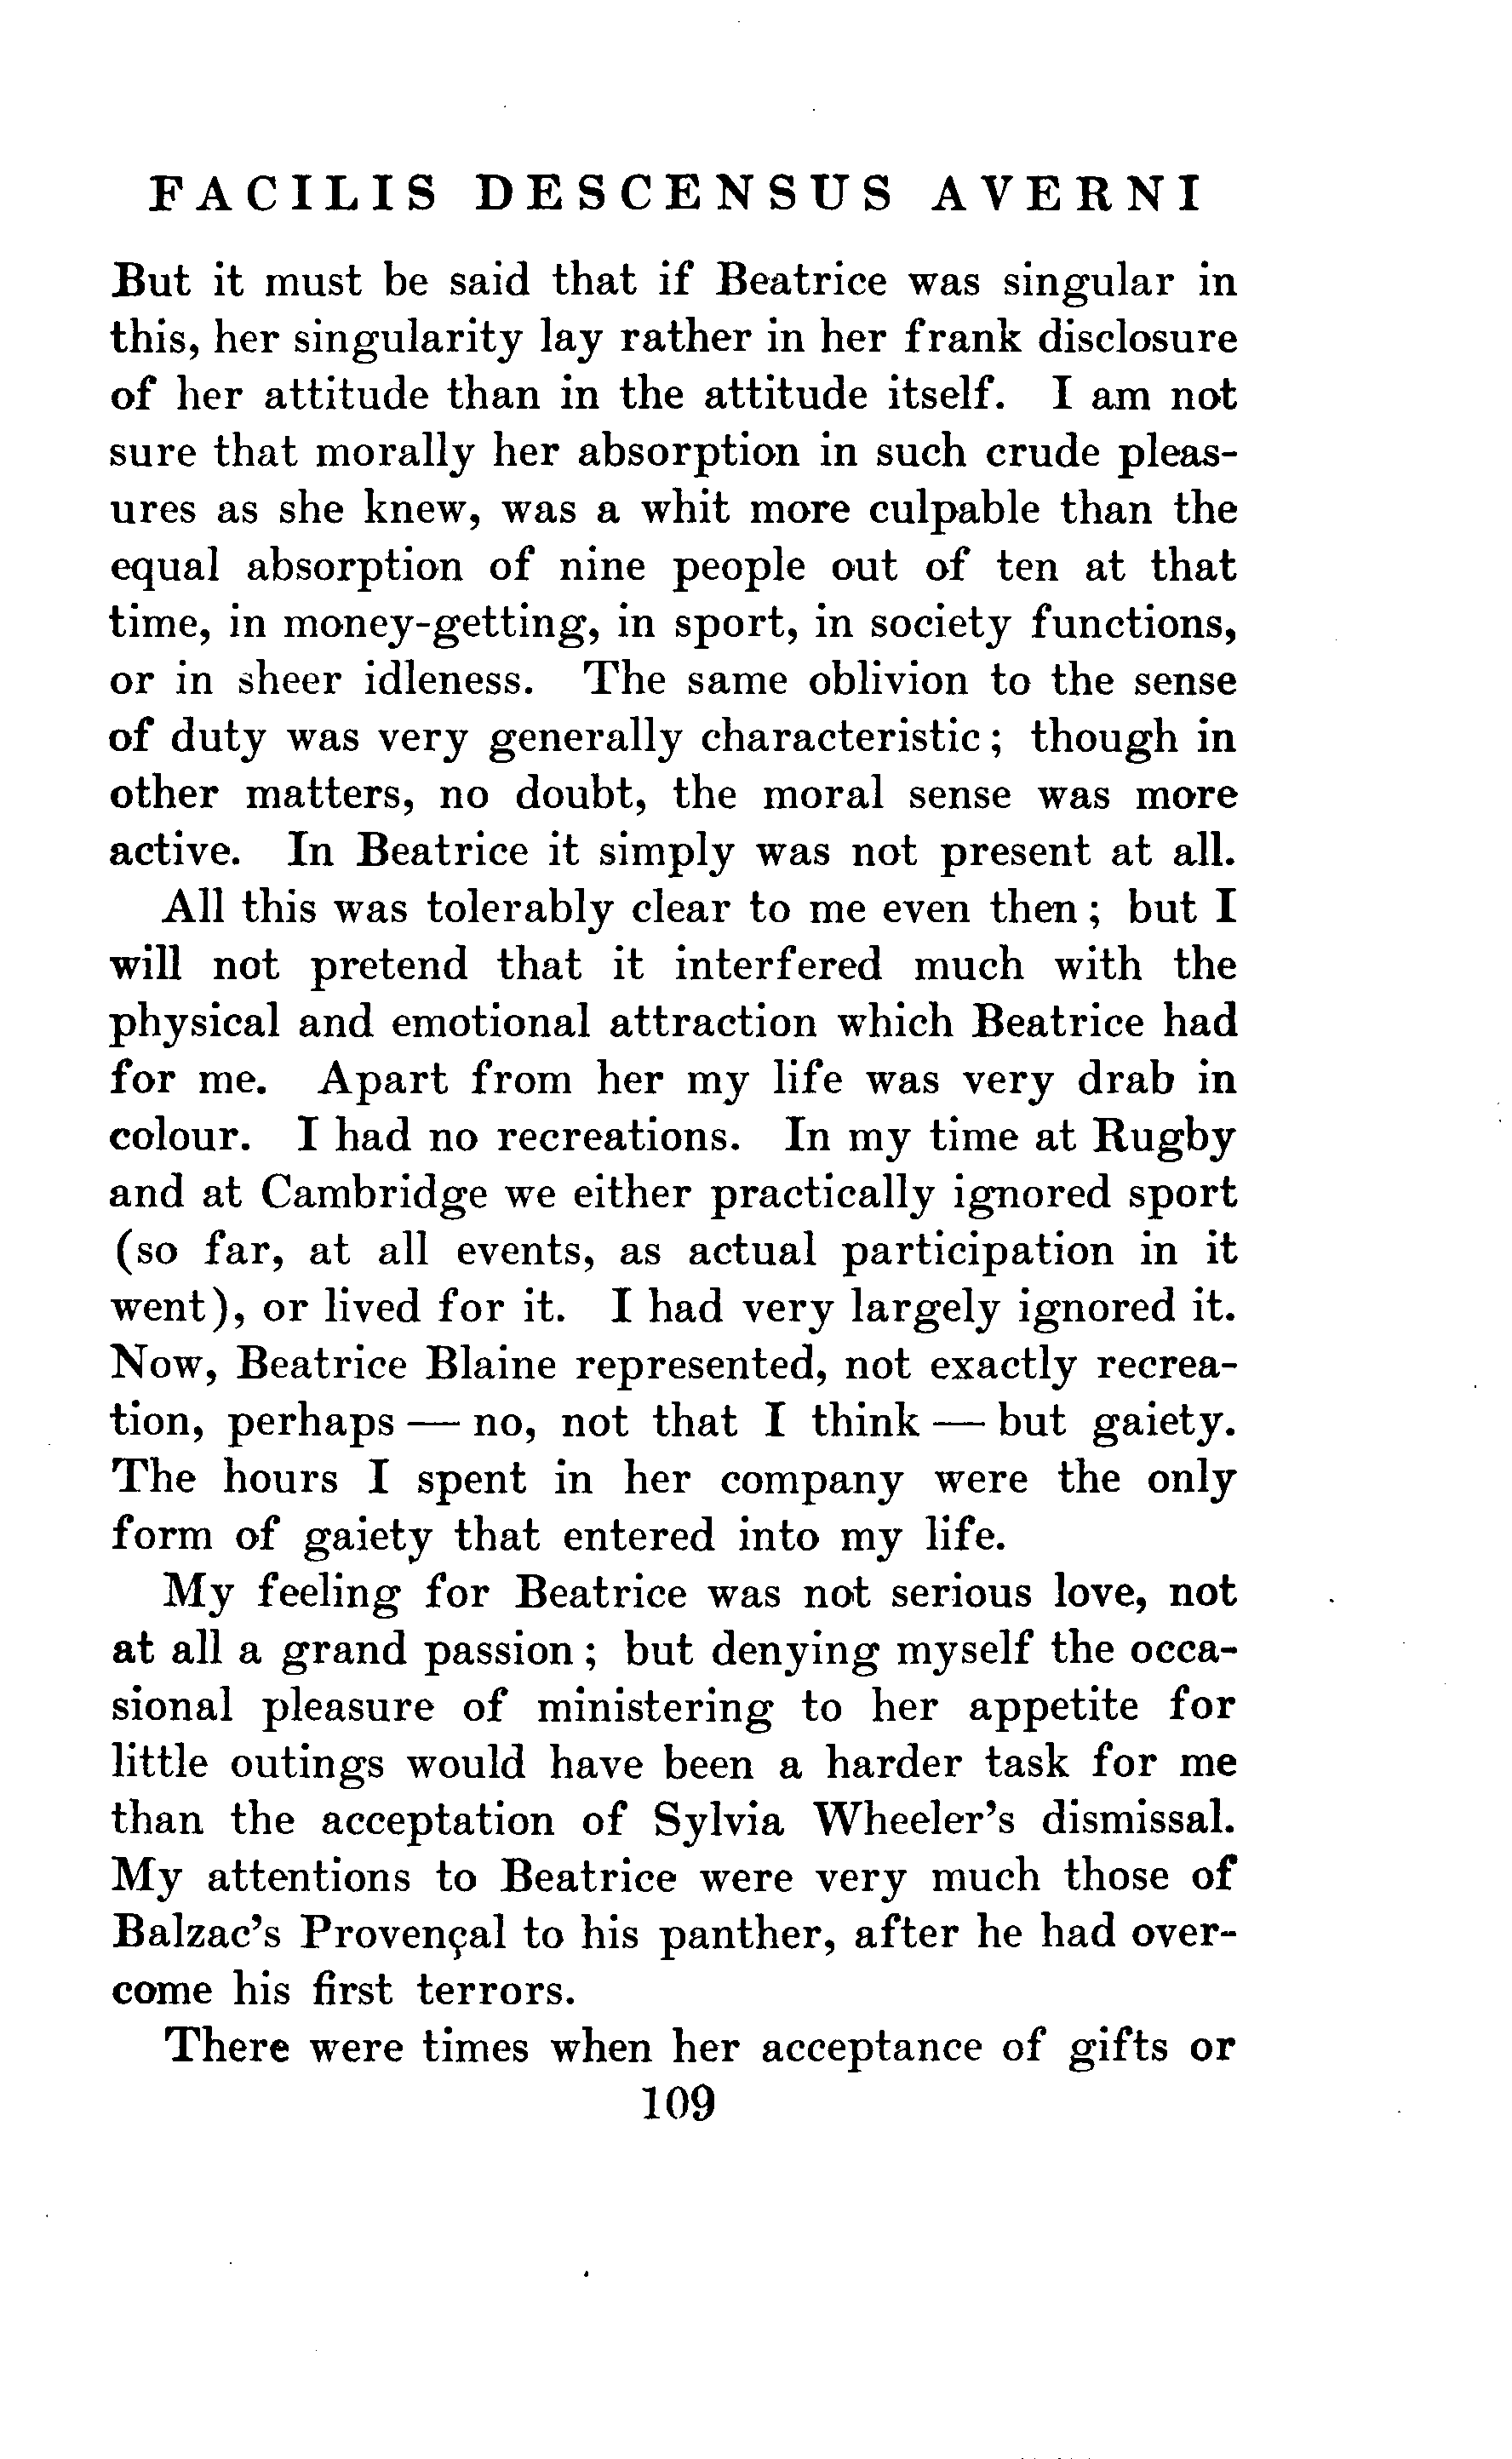 FACILIS DESCENSUS AVERNI
But it must be said that if Beatrice was singular in
this, her singularity lay rather in her frank disclosure
of her attitude than in the attitude itself. I am not
sure that morally her absorption in such crude pleas-
ures as she knew, was a whit more culpable than the
equal absorption of nine people out of ten at that
time, in money-getting, in sport, in society functions,
or in sheer idleness. The same oblivion to the sense
of duty was very generally characteristic; though in
other matters, no doubt, the moral sense was more
active. In Beatrice it simply was not present at all.
All this was tolerably clear to me even then; but I
will not pretend that it interfered much with the
physical and emotional attraction which Beatrice had
for me. Apart from her my life was very drab in
colour. I had no recreations. In my time at Rugby
and at Cambridge we either practically ignored sport
(so far, at all events, as actual participation in it
went), or lived for it. I had very largely ignored it.
Now, Beatrice Blaine represented, not exactly recrea-
tion, perhaps — no, not that I think — but gaiety.
The hours I spent in her company were the only
form of gaiety that entered into my life.
My feeling for Beatrice was not serious love, not
at all a grand passion; but denying myself the occa-
sional pleasure of ministering to her appetite for
little outings would have been a harder task for me
than the acceptation of Sylvia Wheeler's dismissal.
My attentions to Beatrice were very much those of
Balzac's Provençal to his panther, after he had over-
come his first terrors.
There were times when her acceptance of gifts or
109